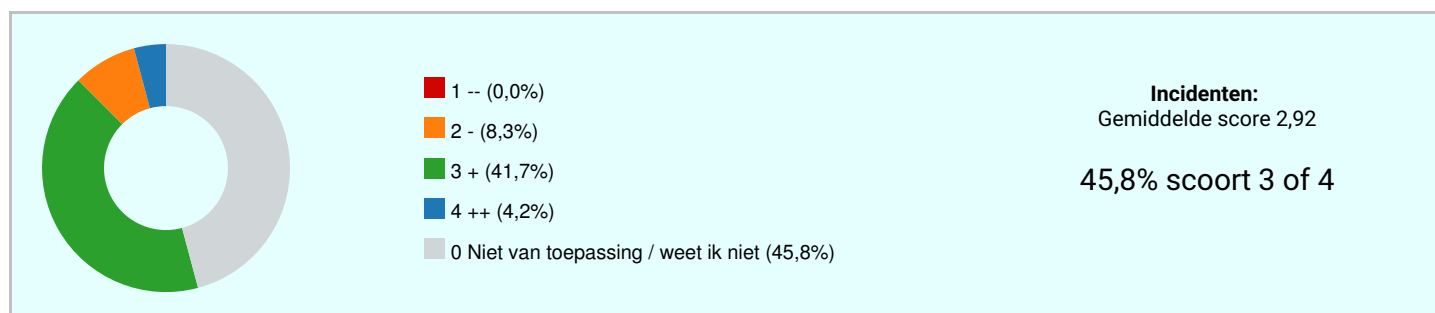 1 -- (0,0%)
2 - (8,3%)
3 + (41,7%)
4 ++ (4,2%)
0 Niet van toepassing / weet ik niet (45,8%)
Incidenten:
Gemiddelde score 2,92
45,8% scoort 3 of 4